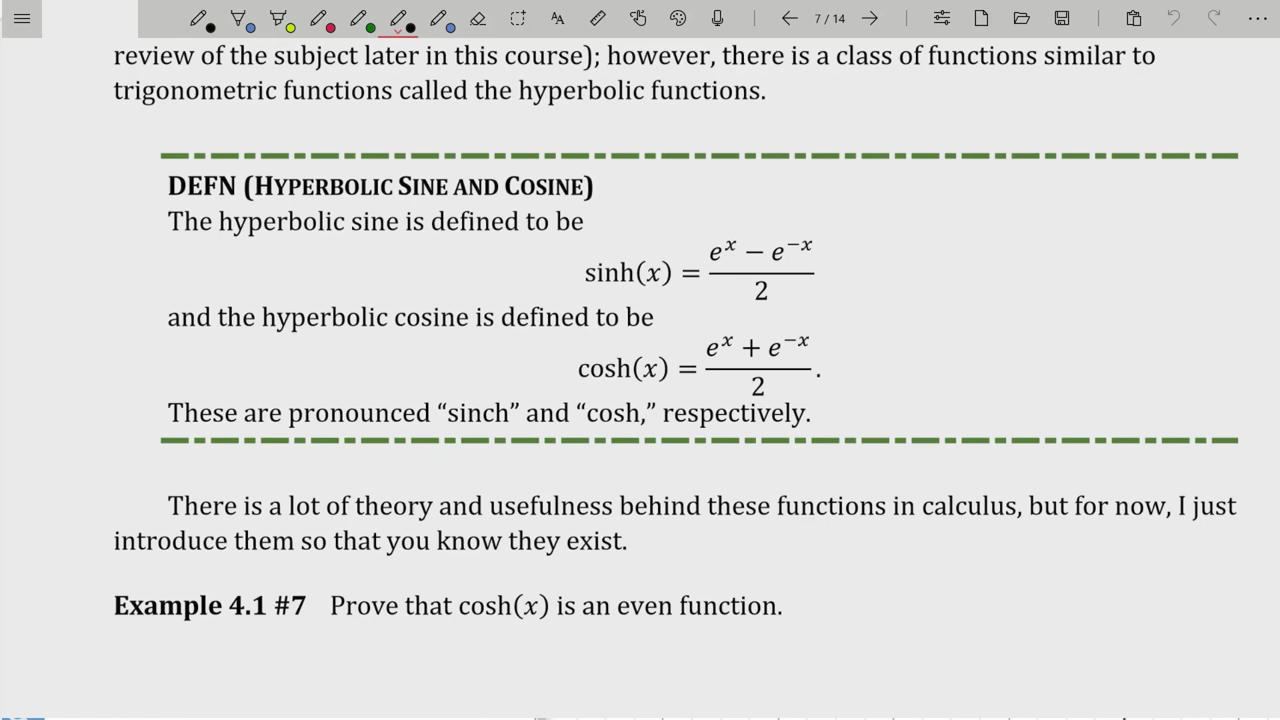 7 / 14
review of the subject later in this course); however, there is a class of functions similar to
trigonometric functions called the hyperbolic functions.
DEFN (HYPERBOLIC SINE AND COSINE)
The hyperbolic sine is defined to be
sinh(x) = (e^x − e^−x)/2
and the hyperbolic cosine is defined to be
cosh(x) = (e^x + e^−x)/2.
These are pronounced “sinch” and “cosh,” respectively.
There is a lot of theory and usefulness behind these functions in calculus, but for now, I just
introduce them so that you know they exist.
Example 4.1 #7 Prove that cosh(x) is an even function.